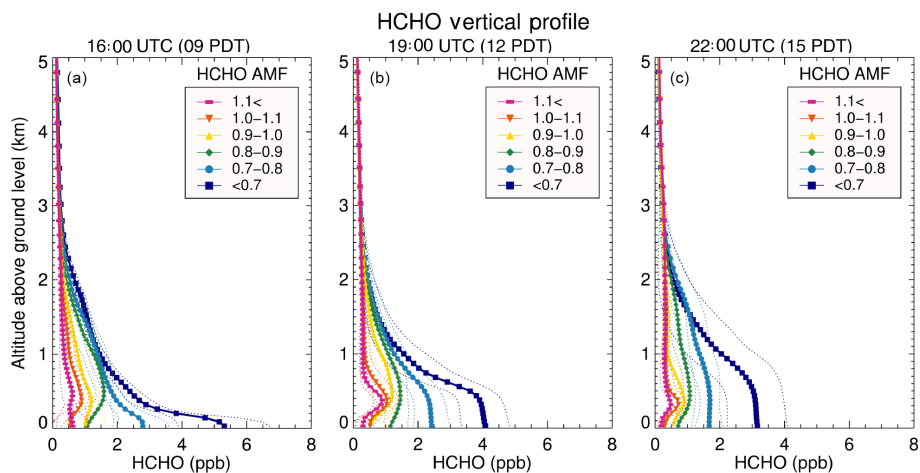 HCHO vertical profile
16:00 UTC (09 PDT)
19:00 UTC (12 PDT)
22:00 UTC (15 PDT)
(a)
HCHO AMF
1.1<
1.0−1.1
0.9−1.0
0.8−0.9
0.7−0.8
<0.7
(b)
HCHO AMF
1.1<
1.0−1.1
0.9−1.0
0.8−0.9
0.7−0.8
<0.7
(c)
HCHO AMF
1.1<
1.0−1.1
0.9−1.0
0.8−0.9
0.7−0.8
<0.7
Altitude above ground level (km)
5
4
3
2
1
0
0 2 4 6 8
HCHO (ppb)
5
4
3
2
1
0
0 2 4 6 8
HCHO (ppb)
5
4
3
2
1
0
0 2 4 6 8
HCHO (ppb)